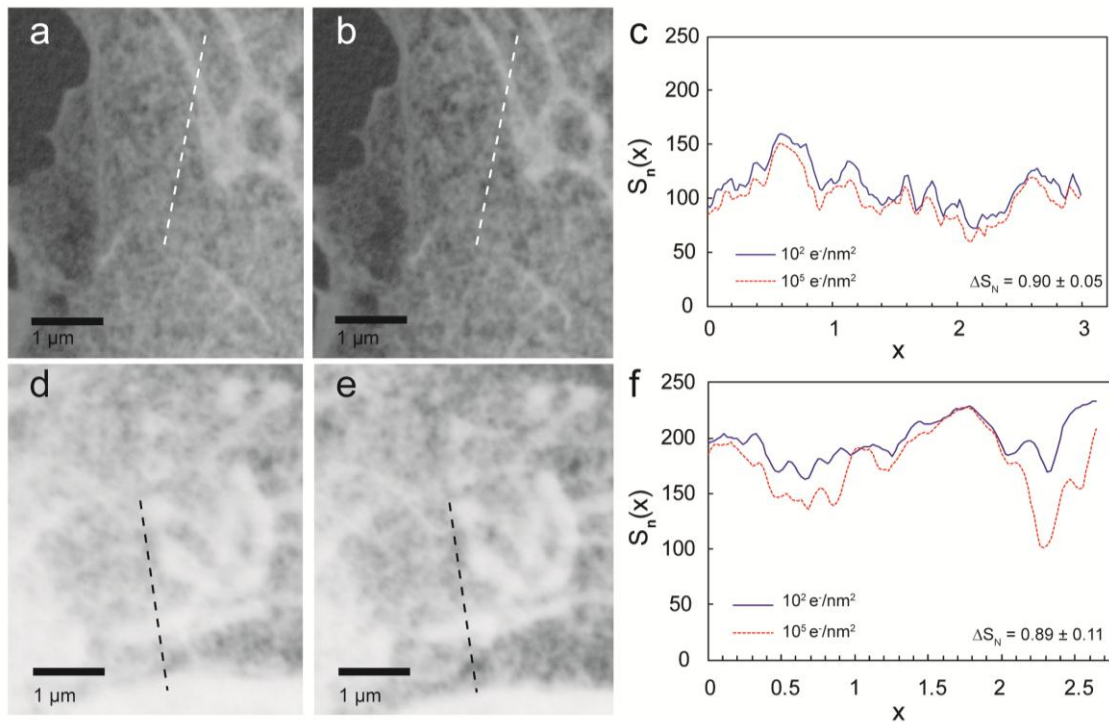 a
1 µm
b
1 µm
c
250
200
150
100
50
0
Sₙ(x)
10² e⁻/nm²
10⁵ e⁻/nm²
ΔS_N = 0.90 ± 0.05
0 1 2 3
x
d
1 µm
e
1 µm
f
250
200
150
100
50
0
Sₙ(x)
10² e⁻/nm²
10⁵ e⁻/nm²
ΔS_N = 0.89 ± 0.11
0 0.5 1 1.5 2 2.5
x